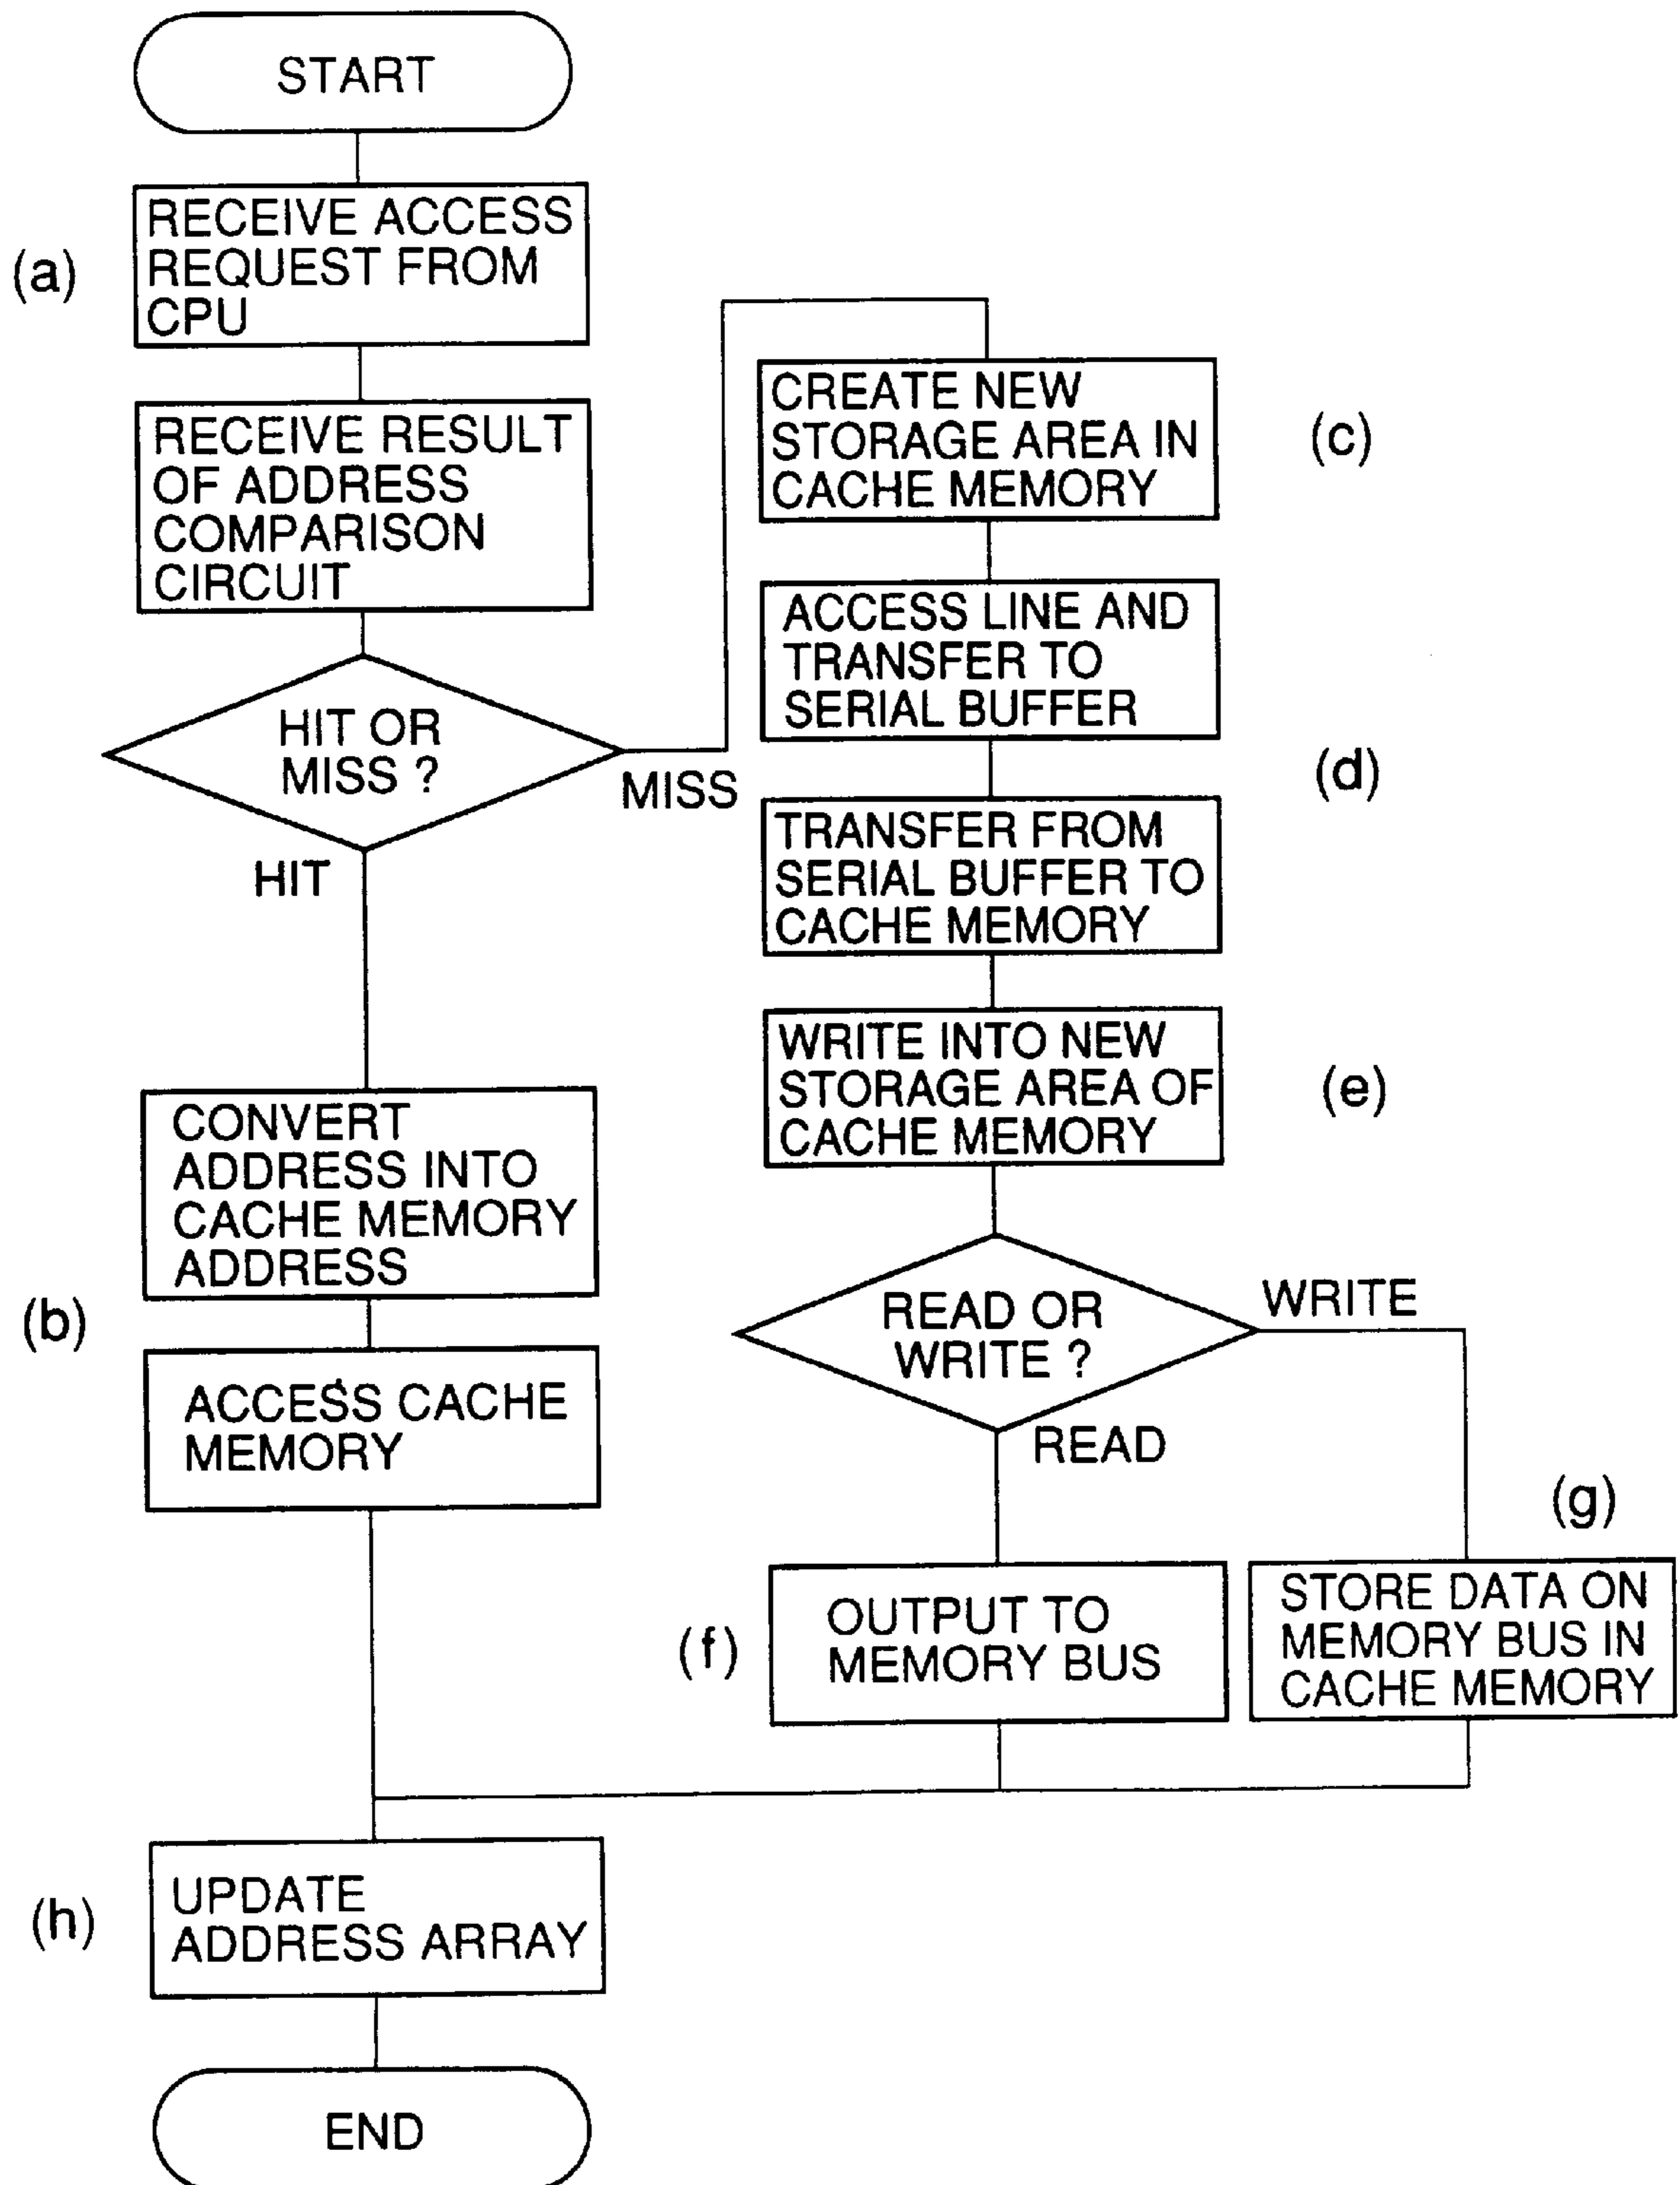 START
(a)
RECEIVE ACCESS
REQUEST FROM
CPU
RECEIVE RESULT
OF ADDRESS
COMPARISON
CIRCUIT
HIT OR
MISS ?
MISS
HIT
CREATE NEW
STORAGE AREA IN
CACHE MEMORY
(c)
ACCESS LINE AND
TRANSFER TO
SERIAL BUFFER
(d)
TRANSFER FROM
SERIAL BUFFER TO
CACHE MEMORY
WRITE INTO NEW
STORAGE AREA OF
CACHE MEMORY
(e)
CONVERT
ADDRESS INTO
CACHE MEMORY
ADDRESS
(b)
ACCESS CACHE
MEMORY
READ OR
WRITE ?
WRITE
READ
(g)
(f)
OUTPUT TO
MEMORY BUS
STORE DATA ON
MEMORY BUS IN
CACHE MEMORY
(h)
UPDATE
ADDRESS ARRAY
END